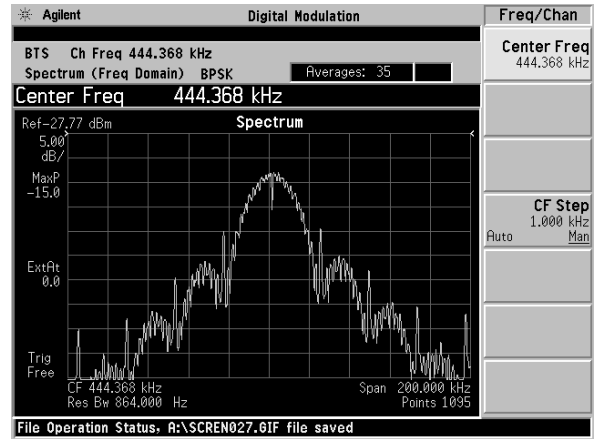 Agilent Digital Modulation Freq/Chan
BTS Ch Freq 444.368 kHz
Spectrum (Freq Domain) BPSK Averages: 35
Center Freq 444.368 kHz
Center Freq
444.368 kHz
Ref-27.77 dBm Spectrum
5.00
dB/
MaxP
-15.0
ExtAt
0.0
Trig
Free
CF 444.368 kHz Span 200.000 kHz
Res Bw 864.000 Hz Points 1095
CF Step
1.000 kHz
Auto Man
File Operation Status, A:\SCREN027.GIF file saved